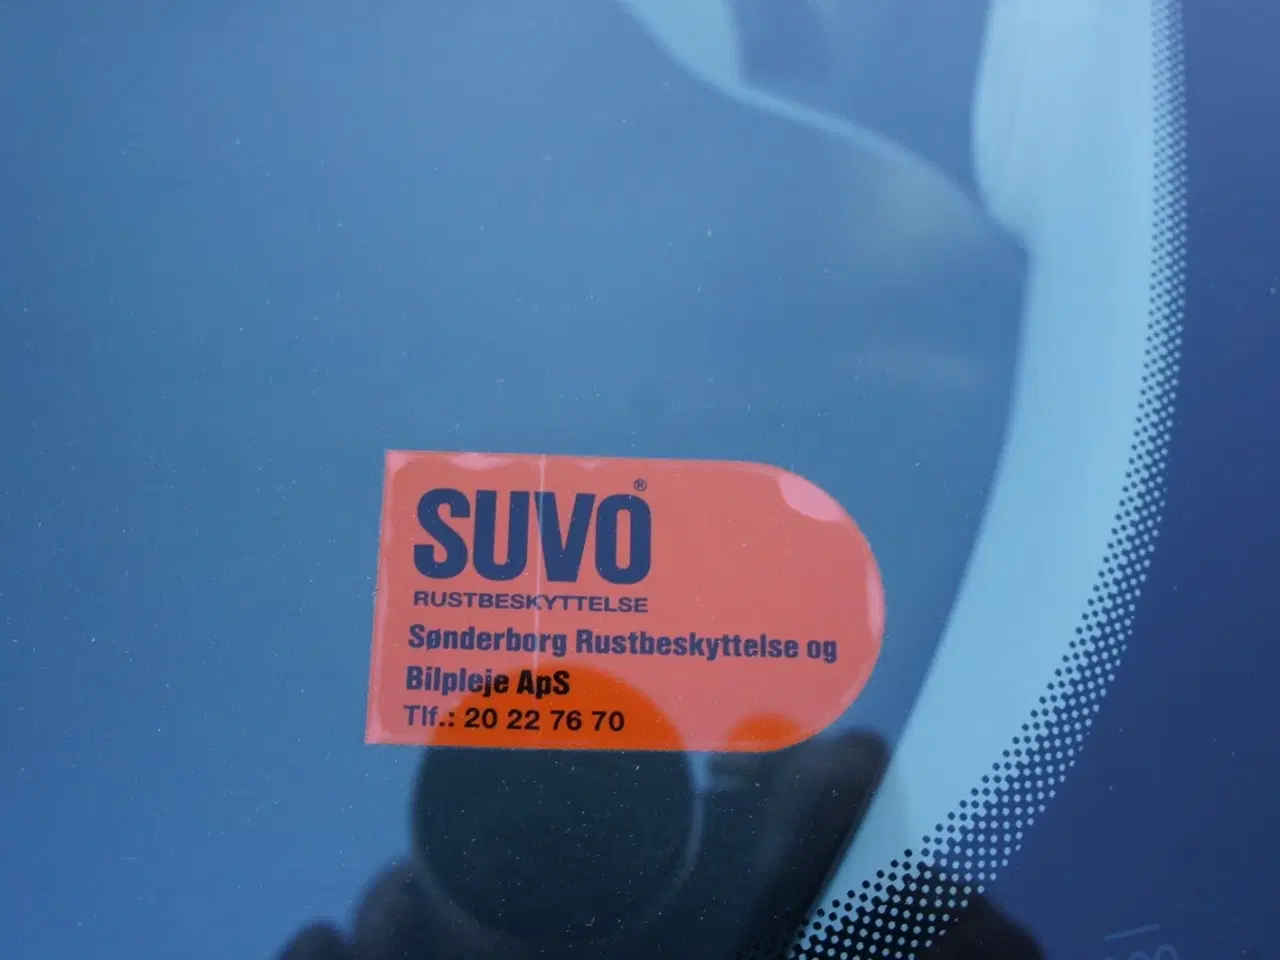 SUVO®
RUSTBESKYTTELSE
Sønderborg Rustbeskyttelse og
Bilpleje ApS
Tlf.: 20 22 76 70